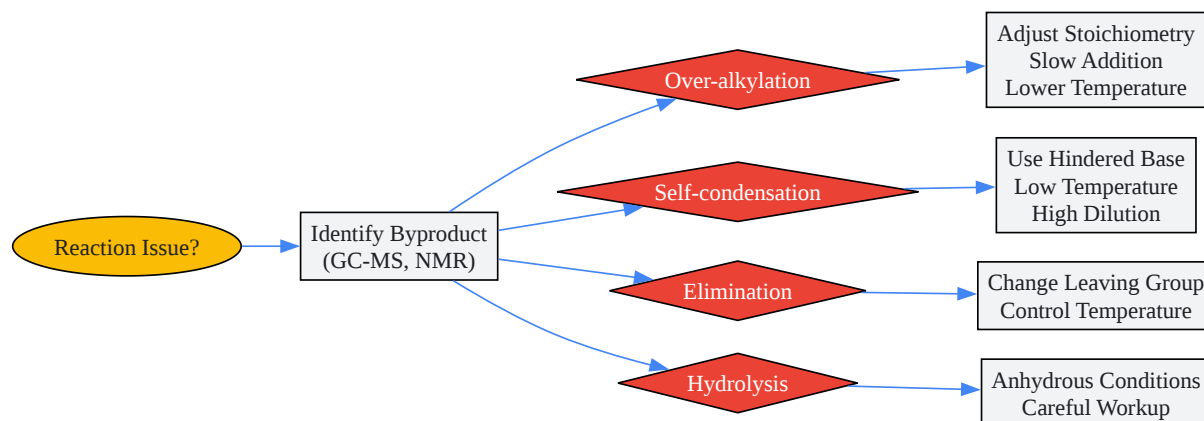 Reaction Issue?
Identify Byproduct
(GC-MS, NMR)
Over-alkylation
Adjust Stoichiometry
Slow Addition
Lower Temperature
Self-condensation
Use Hindered Base
Low Temperature
High Dilution
Elimination
Change Leaving Group
Control Temperature
Hydrolysis
Anhydrous Conditions
Careful Workup